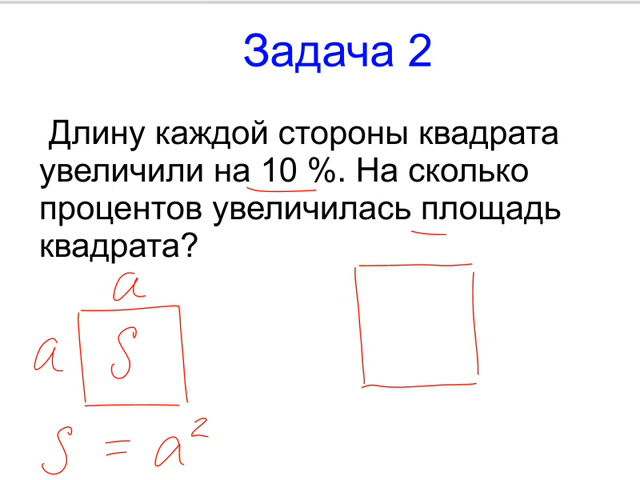 Задача 2
Длину каждой стороны квадрата
увеличили на 10 %. На сколько
процентов увеличилась площадь
квадрата?
a
a S
S = a²